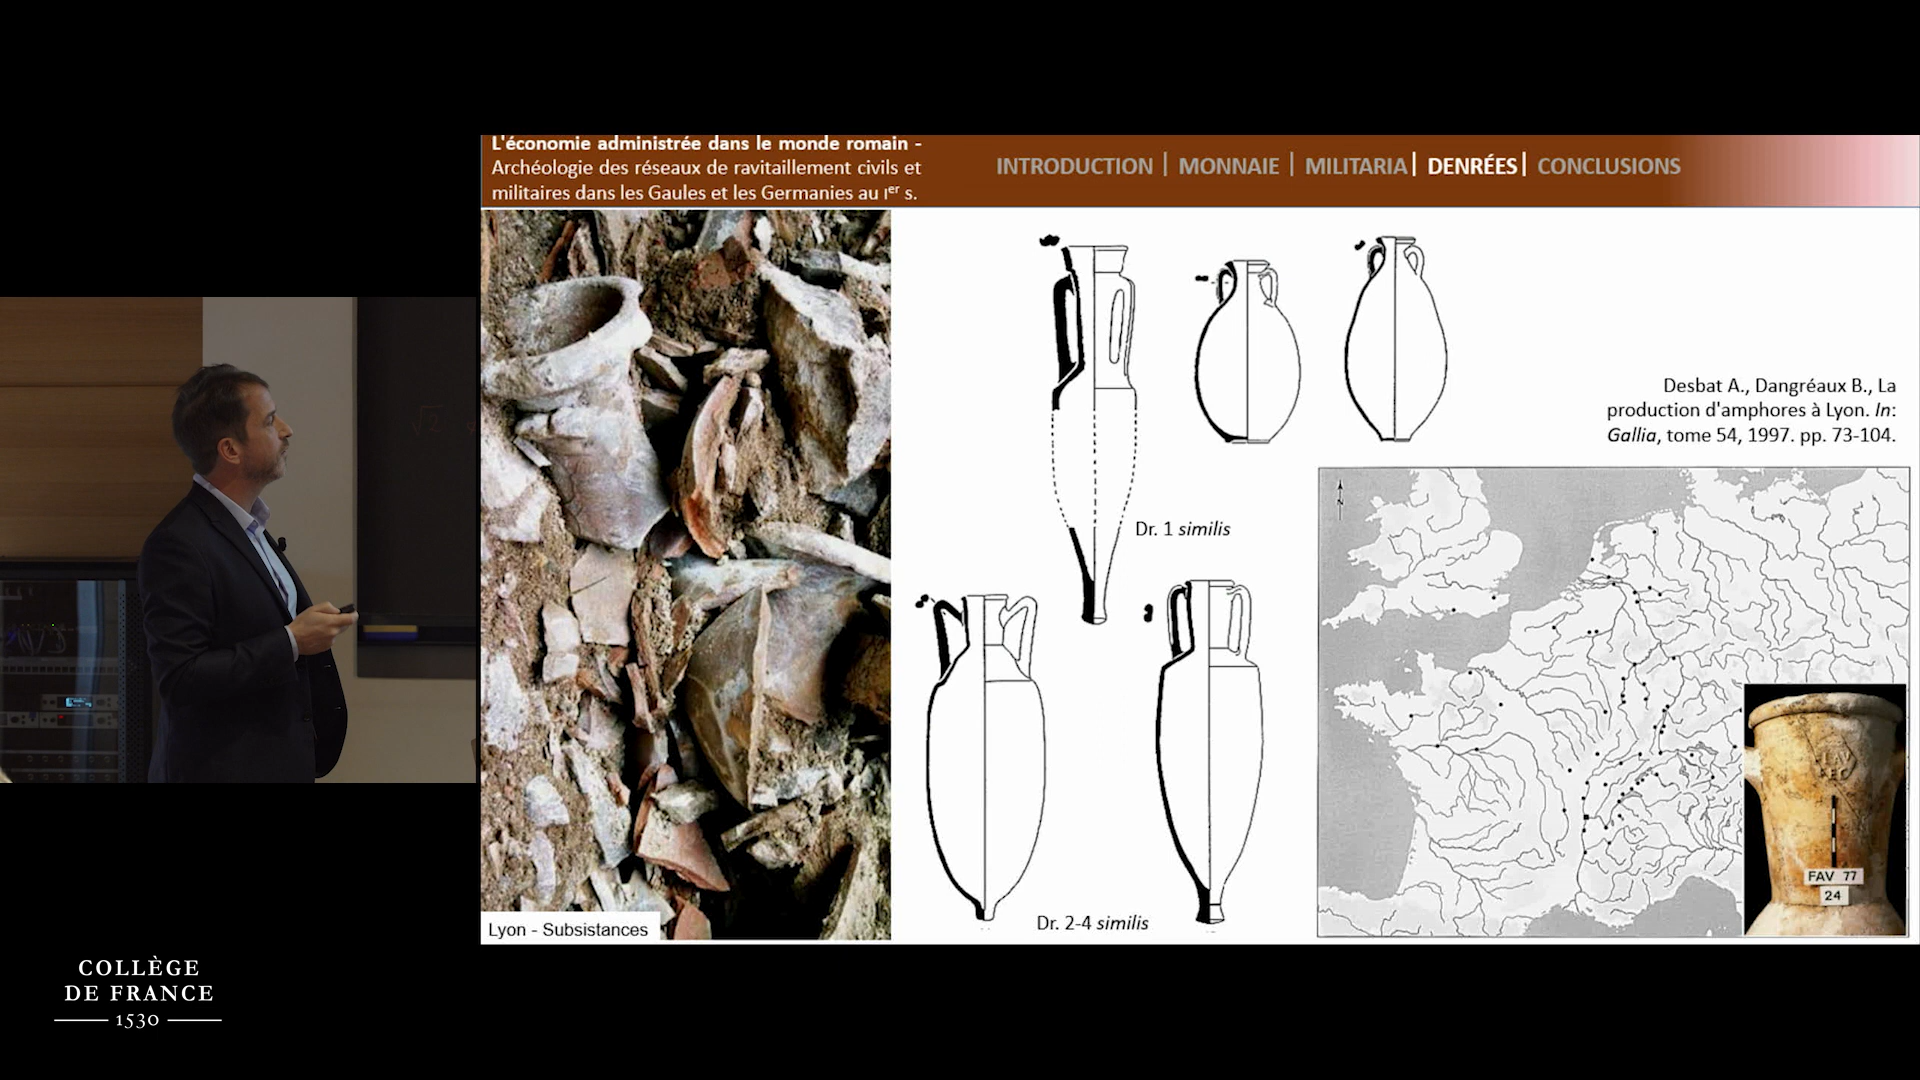 L'économie administrée dans le monde romain -
Archéologie des réseaux de ravitaillement civils et
militaires dans les Gaules et les Germanies au Ier s.
INTRODUCTION | MONNAIE | MILITARIA | DENRÉES | CONCLUSIONS
Desbat A., Dangréaux B., La
production d'amphores à Lyon. In:
Gallia, tome 54, 1997. pp. 73-104.
Dr. 1 similis
Dr. 2-4 similis
N
FAV 77
24
Lyon - Subsistances
COLLÈGE
DE FRANCE
1530